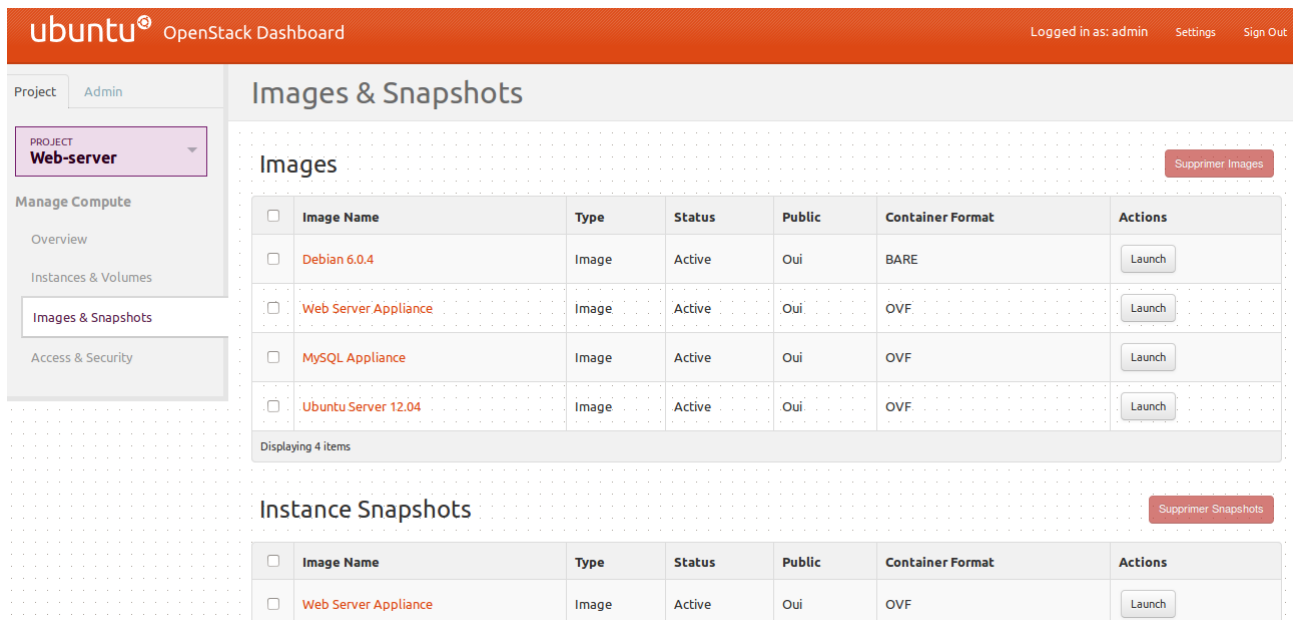 ubuntu OpenStack Dashboard Logged in as: admin Settings Sign Out
Project Admin
Images & Snapshots
PROJECT
Web-server
Manage Compute
Overview
Instances & Volumes
Images & Snapshots
Access & Security
Images Supprimer Images
Image Name Type Status Public Container Format Actions
Debian 6.0.4 Image Active Oui BARE Launch
Web Server Appliance Image Active Oui OVF Launch
MySQL Appliance Image Active Oui OVF Launch
Ubuntu Server 12.04 Image Active Oui OVF Launch
Displaying 4 items
Instance Snapshots Supprimer Snapshots
Image Name Type Status Public Container Format Actions
Web Server Appliance Image Active Oui OVF Launch